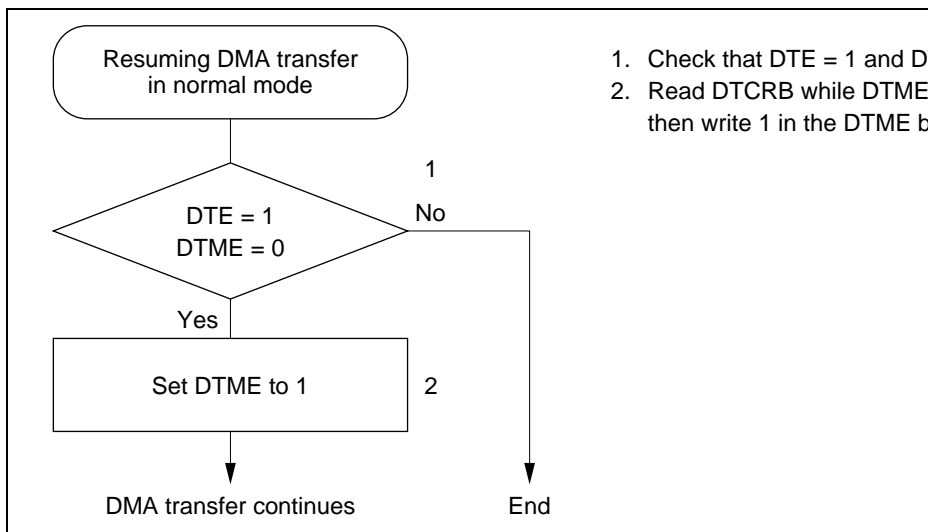 Resuming DMA transfer
in normal mode
1. Check that DTE = 1 and D
2. Read DTCRB while DTME
then write 1 in the DTME b
1
DTE = 1
DTME = 0
No
Yes
Set DTME to 1
2
DMA transfer continues
End